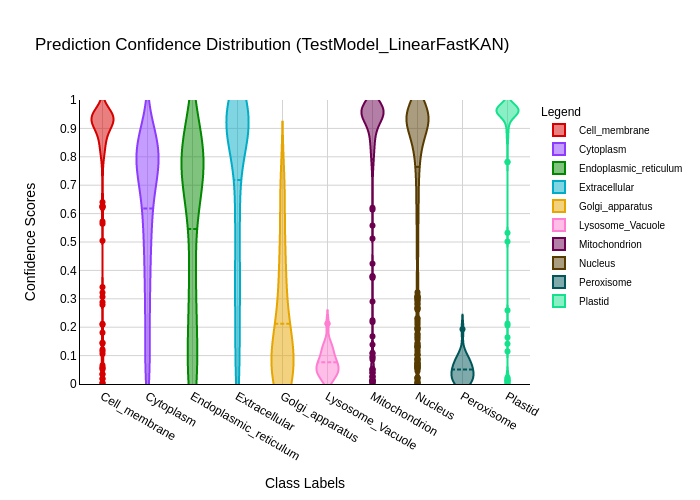 Prediction Confidence Distribution (TestModel_LinearFastKAN)
Confidence Scores
1
0.9
0.8
0.7
0.6
0.5
0.4
0.3
0.2
0.1
0
Cell_membrane
Cytoplasm
Endoplasmic_reticulum
Extracellular
Golgi_apparatus
Lysosome_Vacuole
Mitochondrion
Nucleus
Peroxisome
Plastid
Class Labels
Legend
Cell_membrane
Cytoplasm
Endoplasmic_reticulum
Extracellular
Golgi_apparatus
Lysosome_Vacuole
Mitochondrion
Nucleus
Peroxisome
Plastid